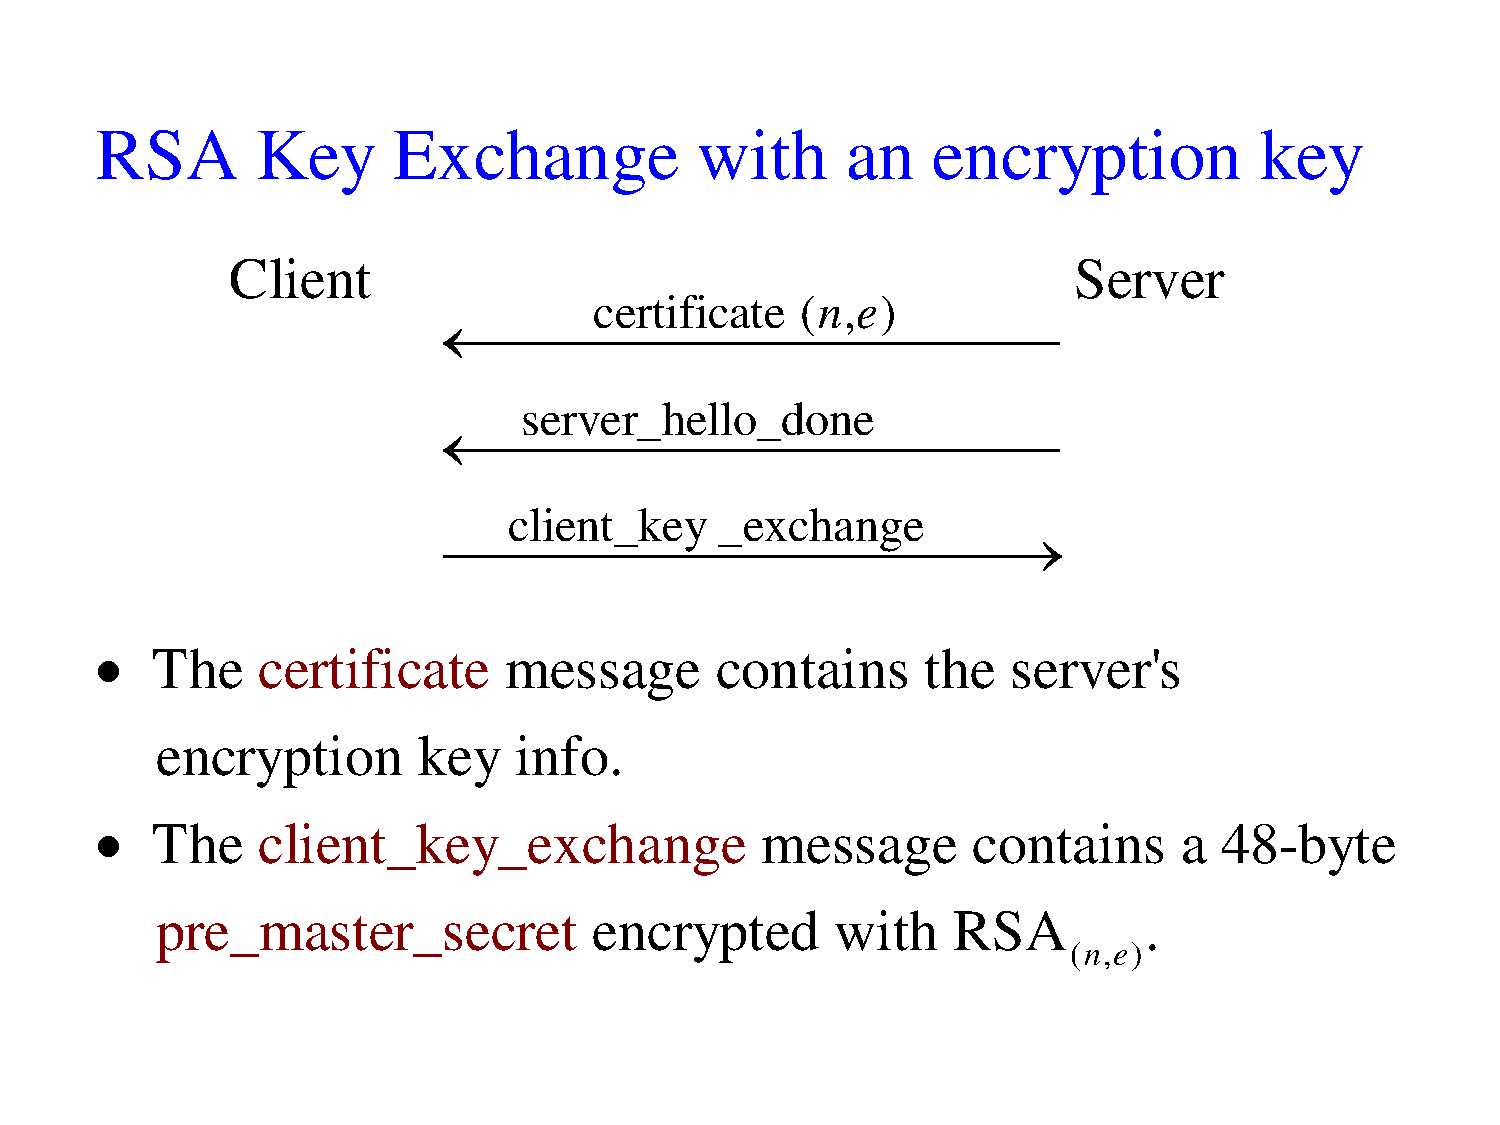 RSA Key Exchange with an encryption key
Client Server
certificate (n,e)
server_hello_done
client_key _exchange
• The certificate message contains the server's
encryption key info.
• The client_key_exchange message contains a 48-byte
pre_master_secret encrypted with RSA(n,e).